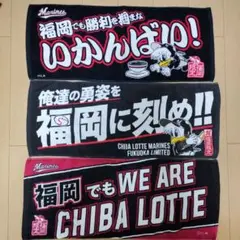 Marines
福岡でも勝利を掴まな
いかんばい!
俺達の勇姿を
福岡に刻め!!
CHIBA LOTTE MARINES
FUKUOKA LIMITED
Marines
福岡でも WE ARE
CHIBA LOTTE